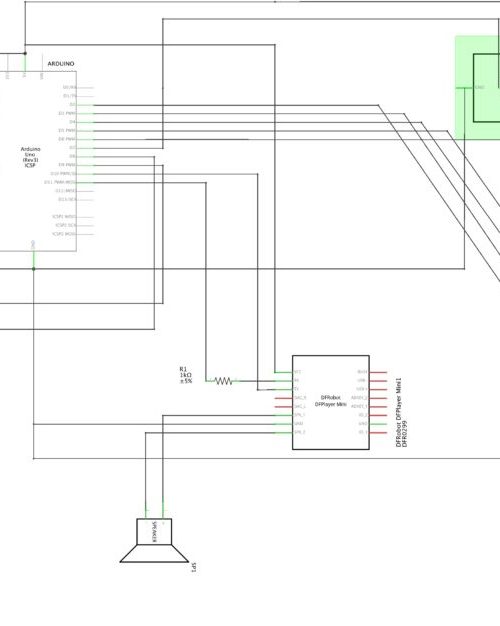 ARDUINO
D0/RX
D1/TX
D2
D3 PWM
D4
D5 PWM
D6 PWM
D7
D8
D9 PWM
D10 PWM/SS
D11 PWM/MOSI
D12/MISO
D13/SCK
Arduino
Uno
(Rev3)
ICSP
ICSP2 MISO
ICSP2 SCK
ICSP2 MOSI
GND
GND
R1
1kΩ
±5%
VCC
RX
TX
DAC_R
DAC_L
SPK_1
GND
SPK_2
DFRobot
DFPlayer Mini
BUSY
USB-
USB+
ADKEY_2
ADKEY_1
IO_2
GND
IO_1
DFRobot DFPlayer Mini1
DFR0299
SPEAKER
SP1